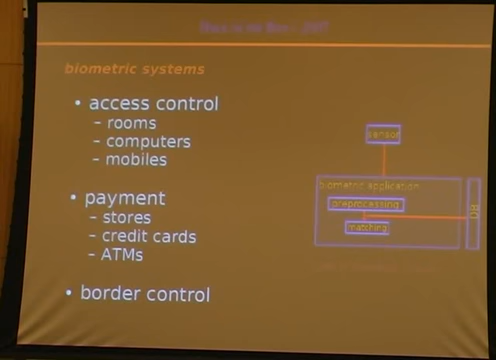 biometric systems
• access control
– rooms
– computers
– mobiles
• payment
– stores
– credit cards
– ATMs
• border control
sensor
biometric application
preprocessing
matching
DB